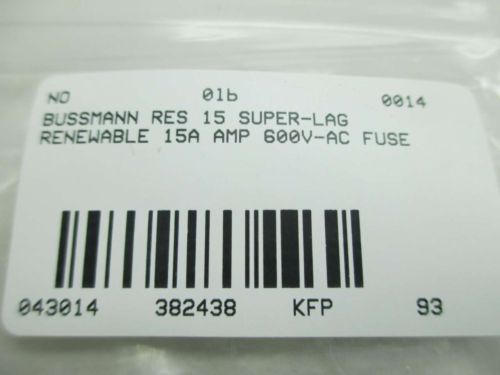 NO 01b 0014
BUSSMANN RES 15 SUPER-LAG
RENEWABLE 15A AMP 600V-AC FUSE
043014 382438 KFP 93